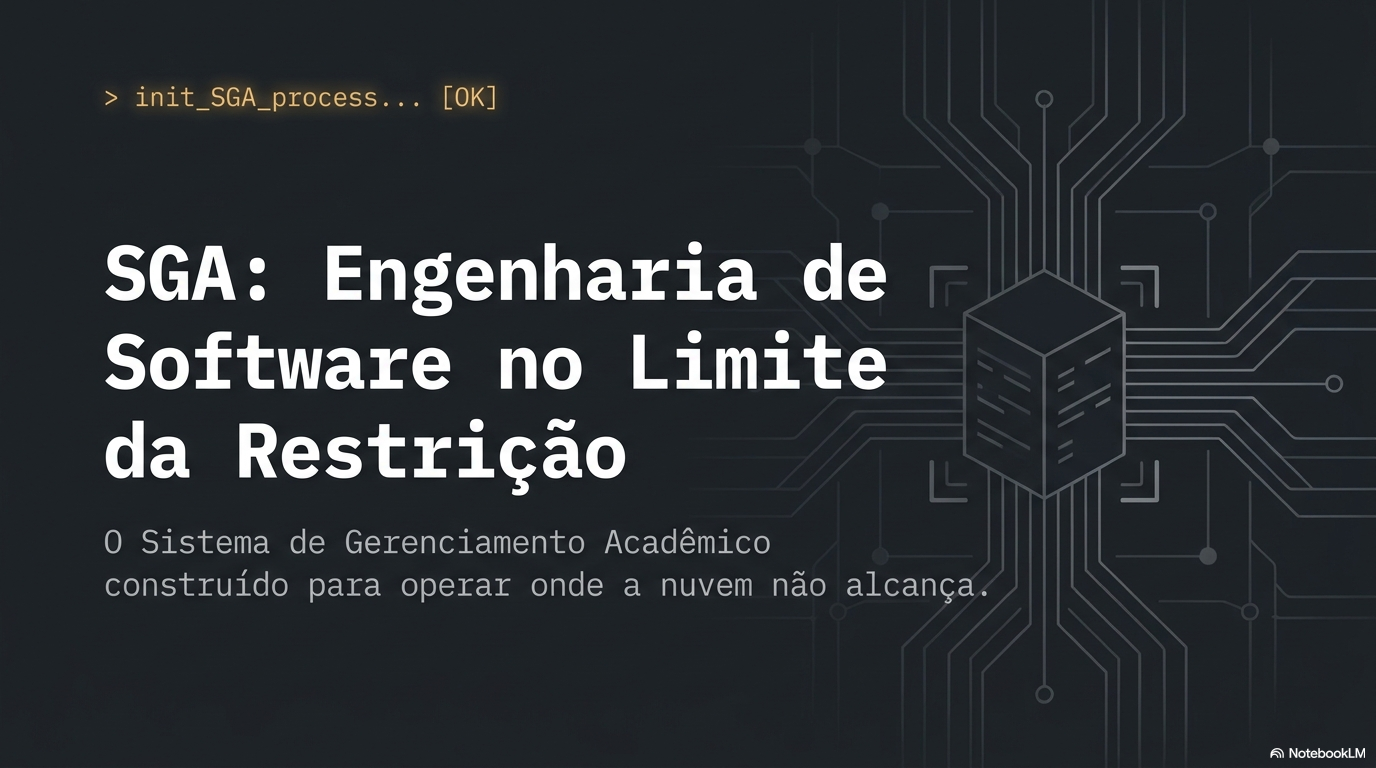 > init_SGA_process... [OK]
SGA: Engenharia de
Software no Limite
da Restrição
O Sistema de Gerenciamento Acadêmico
construído para operar onde a nuvem não alcança.
NotebookLM